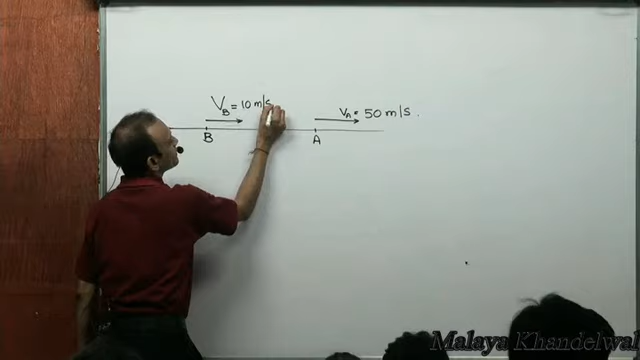 V_B = 10 m/s
V_A = 50 m/s.
B
A
Malaya Khandelwal